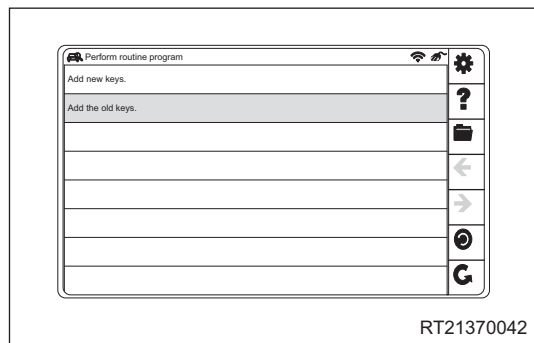 Perform routine program
Add new keys.
Add the old keys.
?
RT21370042